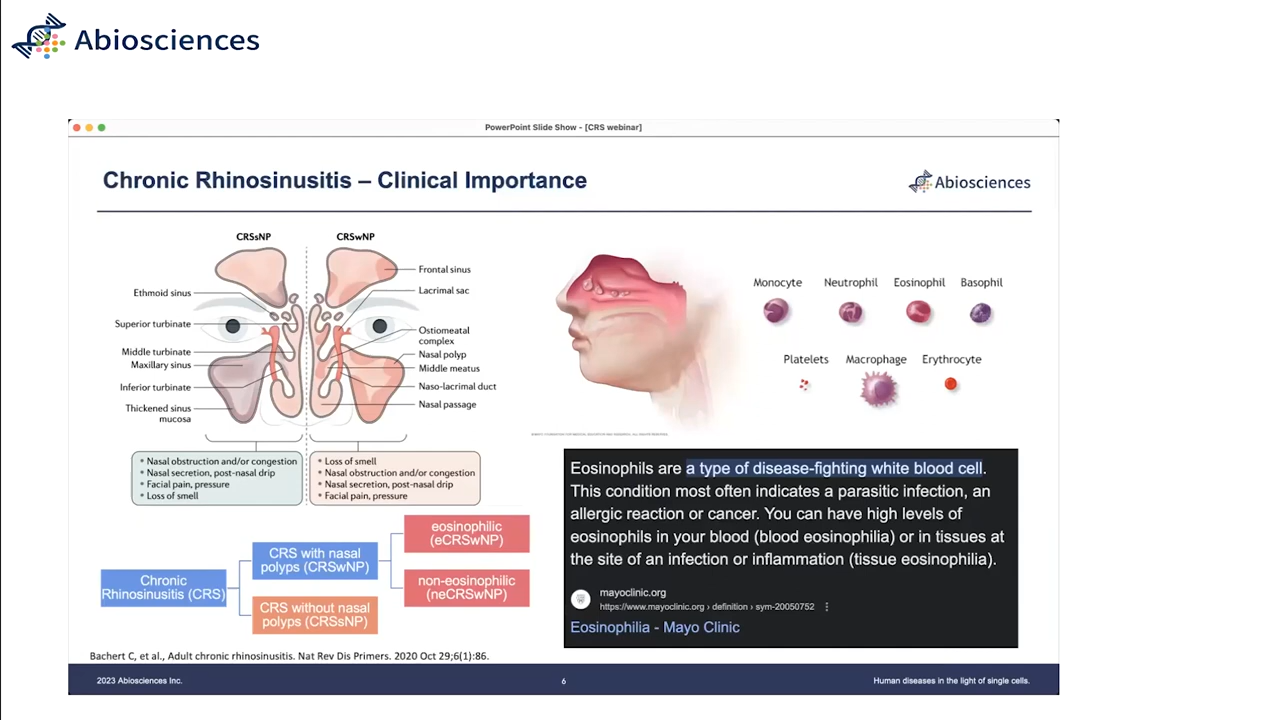 Abiosciences
PowerPoint Slide Show - [CRS webinar]
Chronic Rhinosinusitis – Clinical Importance
Abiosciences
CRSsNP
CRSwNP
Ethmoid sinus
Superior turbinate
Middle turbinate
Maxillary sinus
Inferior turbinate
Thickened sinus
mucosa
Frontal sinus
Lacrimal sac
Ostiomeatal
complex
Nasal polyp
Middle meatus
Naso-lacrimal duct
Nasal passage
• Nasal obstruction and/or congestion
• Nasal secretion, post-nasal drip
• Facial pain, pressure
• Loss of smell
• Loss of smell
• Nasal obstruction and/or congestion
• Nasal secretion, post-nasal drip
• Facial pain, pressure
Chronic
Rhinosinusitis (CRS)
CRS with nasal
polyps (CRSwNP)
CRS without nasal
polyps (CRSsNP)
eosinophilic
(eCRSwNP)
non-eosinophilic
(neCRSwNP)
Monocyte
Neutrophil
Eosinophil
Basophil
Platelets
Macrophage
Erythrocyte
Eosinophils are a type of disease-fighting white blood cell.
This condition most often indicates a parasitic infection, an
allergic reaction or cancer. You can have high levels of
eosinophils in your blood (blood eosinophilia) or in tissues at
the site of an infection or inflammation (tissue eosinophilia).
mayoclinic.org
https://www.mayoclinic.org › definition › sym-20050752
Eosinophilia - Mayo Clinic
Bachert C, et al., Adult chronic rhinosinusitis. Nat Rev Dis Primers. 2020 Oct 29;6(1):86.
2023 Abiosciences Inc.
6
Human diseases in the light of single cells.